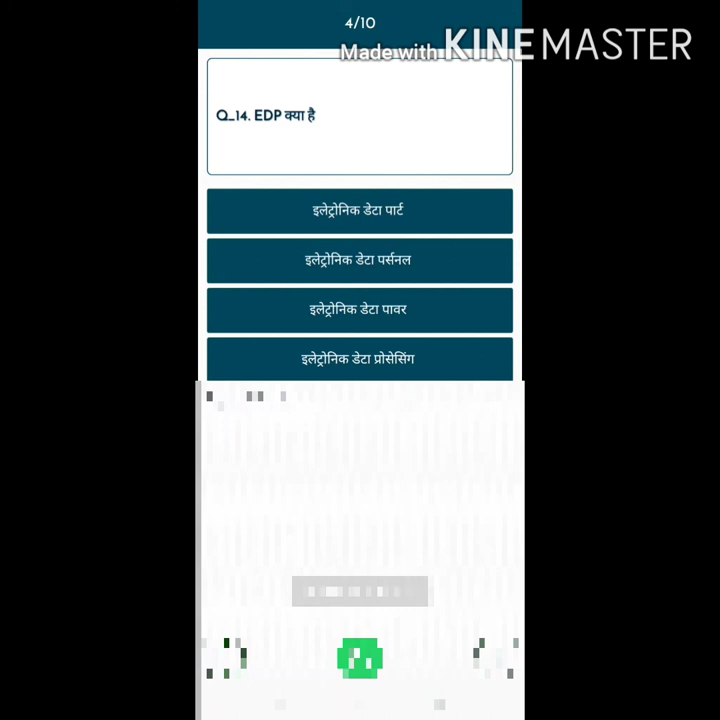 4/10
Made with KINEMASTER
Q_14. EDP क्या है
इलेट्रोनिक डेटा पार्ट
इलेट्रोनिक डेटा पर्सनल
इलेट्रोनिक डेटा पावर
इलेट्रोनिक डेटा प्रोसेसिंग